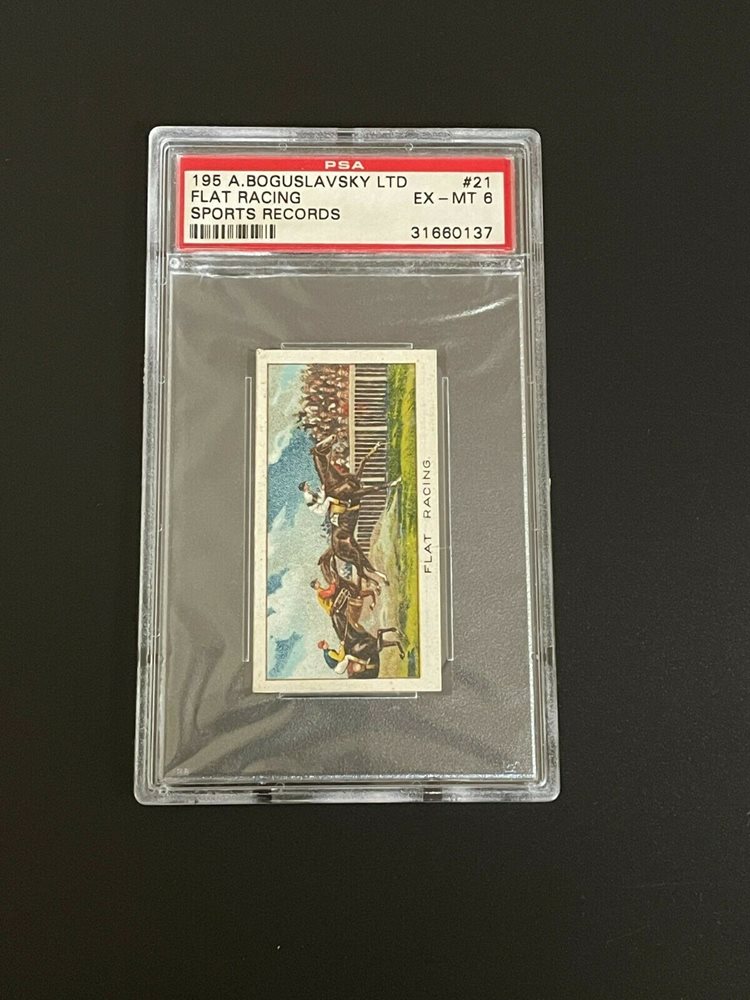 PSA
195 A.BOGUSLAVSKY LTD #21
FLAT RACING EX - MT 6
SPORTS RECORDS
31660137
FLAT RACING.